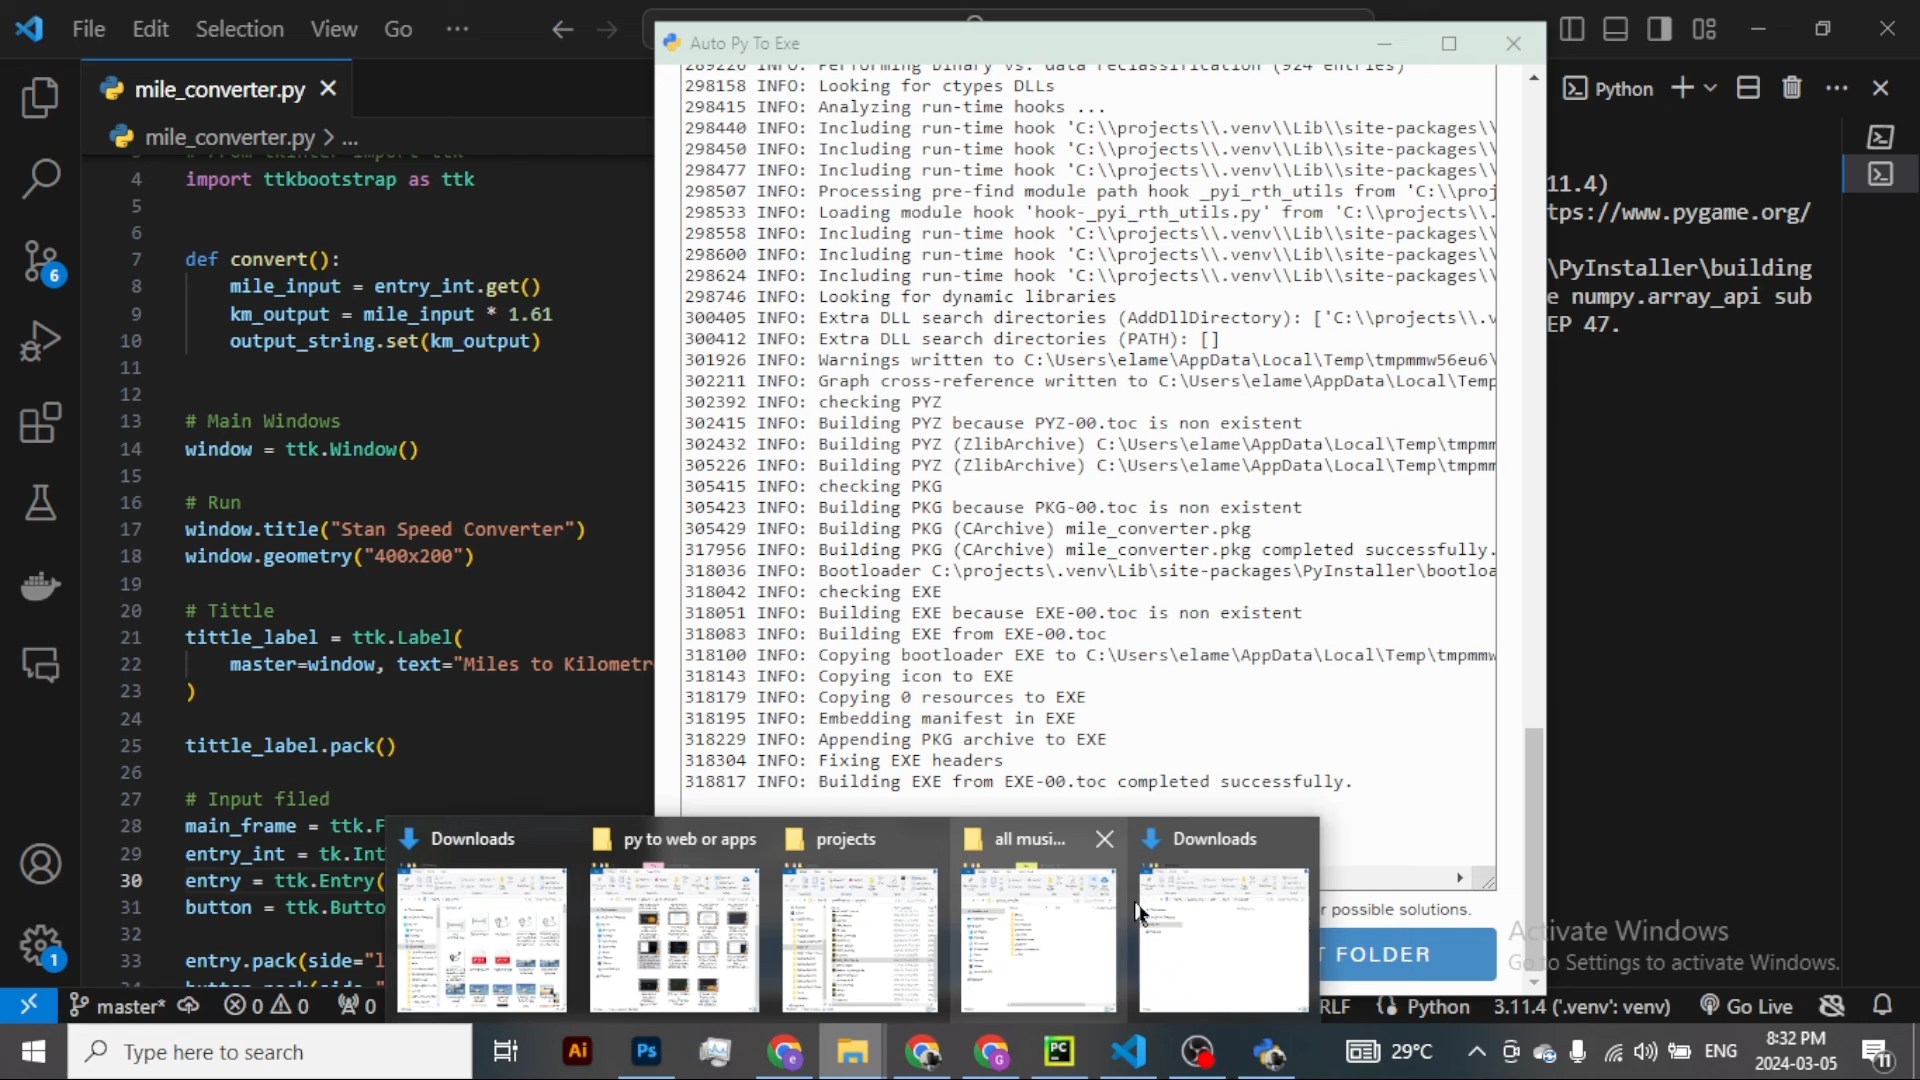 File Edit Selection View Go ...
mile_converter.py
mile_converter.py > ...
4 import ttkbootstrap as ttk
5
6
7 def convert():
8 mile_input = entry_int.get()
9 km_output = mile_input * 1.61
10 output_string.set(km_output)
11
12
13 # Main Windows
14 window = ttk.Window()
15
16 # Run
17 window.title("Stan Speed Converter")
18 window.geometry("400x200")
19
20 # Tittle
21 tittle_label = ttk.Label(
22 master=window, text="Miles to Kilometr
23 )
24
25 tittle_label.pack()
26
27 # Input filed
28 main_frame = ttk.F
29 entry_int = tk.Int
30 entry = ttk.Entry(
31 button = ttk.Butto
32
33 entry.pack(side="l
Auto Py To Exe
298158 INFO: Looking for ctypes DLLs
298415 INFO: Analyzing run-time hooks ...
298440 INFO: Including run-time hook 'C:\\projects\\.venv\\Lib\\site-packages\\
298450 INFO: Including run-time hook 'C:\\projects\\.venv\\Lib\\site-packages\\
298477 INFO: Including run-time hook 'C:\\projects\\.venv\\Lib\\site-packages\\
298507 INFO: Processing pre-find module path hook _pyi_rth_utils from 'C:\\proj
298533 INFO: Loading module hook 'hook-_pyi_rth_utils.py' from 'C:\\projects\\.
298558 INFO: Including run-time hook 'C:\\projects\\.venv\\Lib\\site-packages\\
298600 INFO: Including run-time hook 'C:\\projects\\.venv\\Lib\\site-packages\\
298624 INFO: Including run-time hook 'C:\\projects\\.venv\\Lib\\site-packages\\
298746 INFO: Looking for dynamic libraries
300405 INFO: Extra DLL search directories (AddDllDirectory): ['C:\\projects\\.v
300412 INFO: Extra DLL search directories (PATH): []
301926 INFO: Warnings written to C:\Users\elame\AppData\Local\Temp\tmpmmw56eu6\
302211 INFO: Graph cross-reference written to C:\Users\elame\AppData\Local\Temp
302392 INFO: checking PYZ
302415 INFO: Building PYZ because PYZ-00.toc is non existent
302432 INFO: Building PYZ (ZlibArchive) C:\Users\elame\AppData\Local\Temp\tmpmm
305226 INFO: Building PYZ (ZlibArchive) C:\Users\elame\AppData\Local\Temp\tmpmm
305415 INFO: checking PKG
305423 INFO: Building PKG because PKG-00.toc is non existent
305429 INFO: Building PKG (CArchive) mile_converter.pkg
317956 INFO: Building PKG (CArchive) mile_converter.pkg completed successfully.
318036 INFO: Bootloader C:\projects\.venv\Lib\site-packages\PyInstaller\bootloa
318042 INFO: checking EXE
318051 INFO: Building EXE because EXE-00.toc is non existent
318083 INFO: Building EXE from EXE-00.toc
318100 INFO: Copying bootloader EXE to C:\Users\elame\AppData\Local\Temp\tmpmmw
318143 INFO: Copying icon to EXE
318179 INFO: Copying 0 resources to EXE
318195 INFO: Embedding manifest in EXE
318229 INFO: Appending PKG archive to EXE
318304 INFO: Fixing EXE headers
318817 INFO: Building EXE from EXE-00.toc completed successfully.
r possible solutions.
T FOLDER
Python
11.4)
tps://www.pygame.org/
\PyInstaller\building
e numpy.array_api sub
EP 47.
Activate Windows
Go to Settings to activate Windows.
Downloads
py to web or apps
projects
all musi...
Downloads
6
1
master* 0 0 0
RLF {} Python 3.11.4 ('.venv': venv) Go Live
Type here to search
Ai
Ps
PC
29°C
ENG
8:32 PM
2024-03-05
11